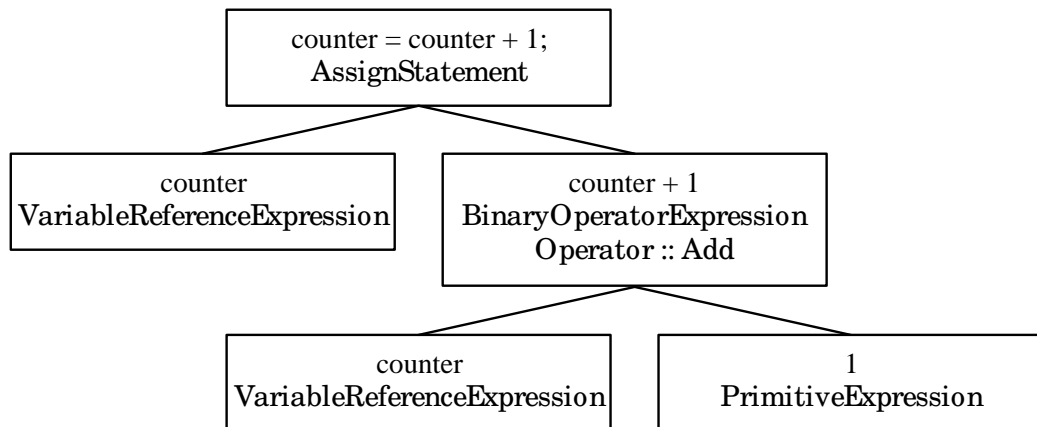 counter = counter + 1;
AssignStatement
counter
VariableReferenceExpression
counter + 1
BinaryOperatorExpression
Operator :: Add
counter
VariableReferenceExpression
1
PrimitiveExpression